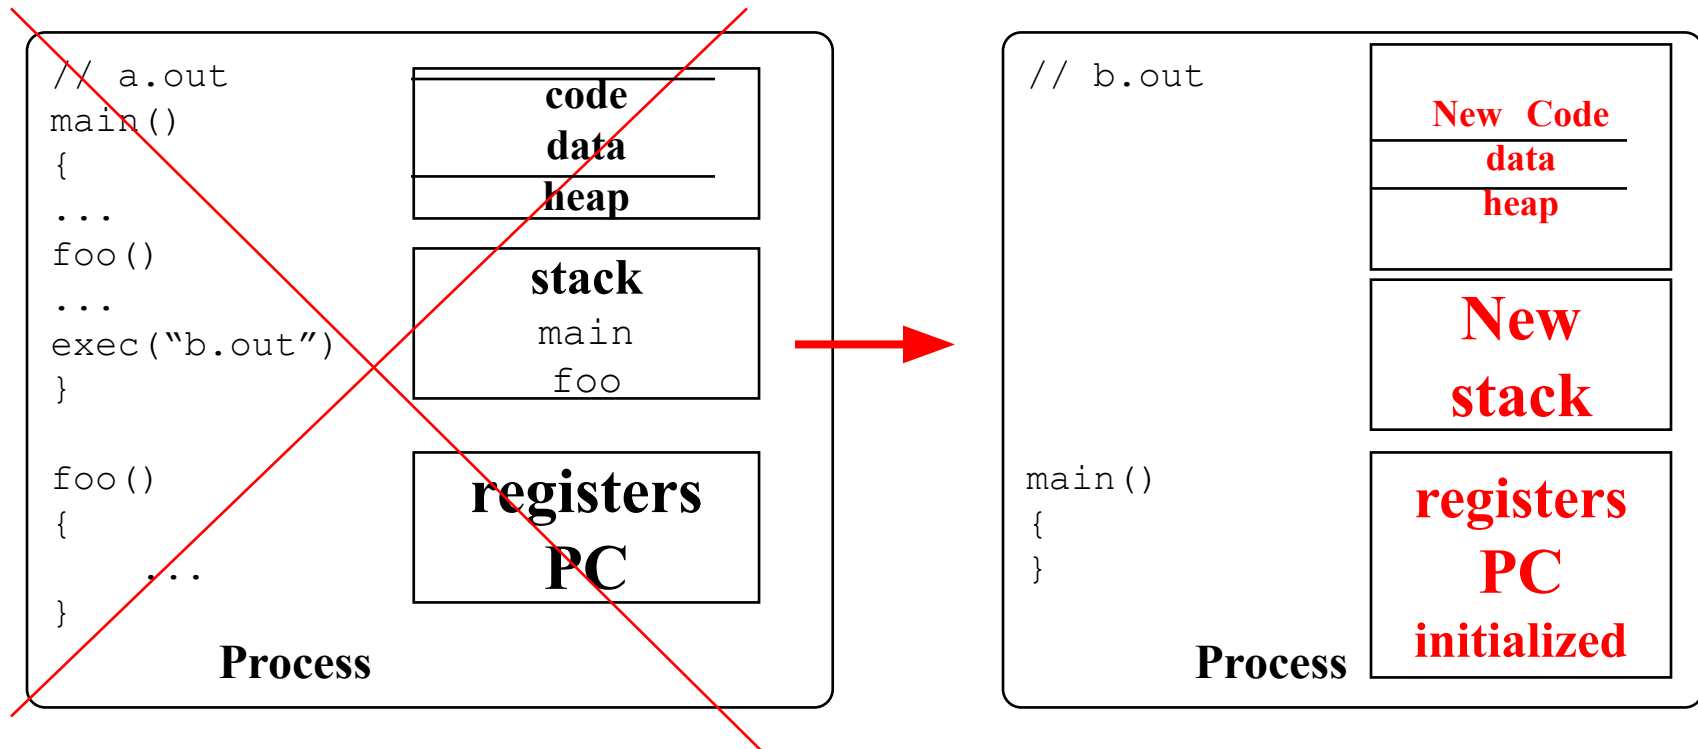 // a.out
main()
{
...
foo()
...
exec(“b.out”)
}
foo()
{
...
}
code
data
heap
stack
main
foo
registers
PC
Process
// b.out
main()
{
}
New Code
data
heap
New
stack
registers
PC
initialized
Process